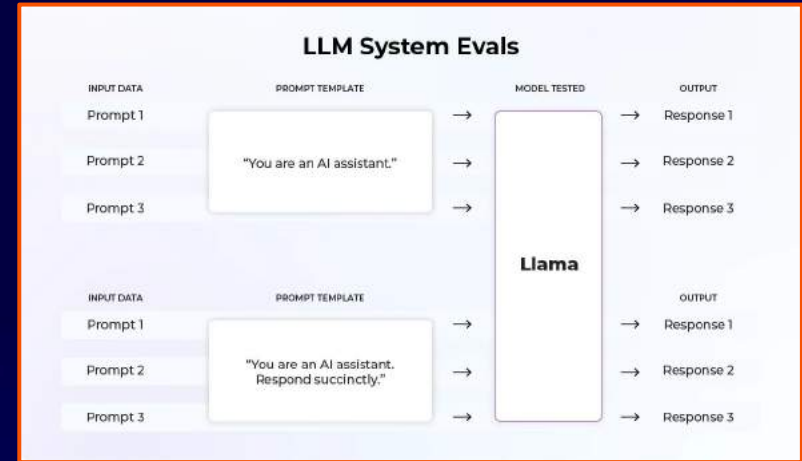 LLM System Evals
INPUT DATA PROMPT TEMPLATE MODEL TESTED OUTPUT
Prompt 1 → → Response 1
Prompt 2 "You are an AI assistant." → → Response 2
Prompt 3 → → Response 3
Llama
INPUT DATA PROMPT TEMPLATE OUTPUT
Prompt 1 → → Response 1
Prompt 2 "You are an AI assistant. → → Response 2
Respond succinctly."
Prompt 3 → → Response 3